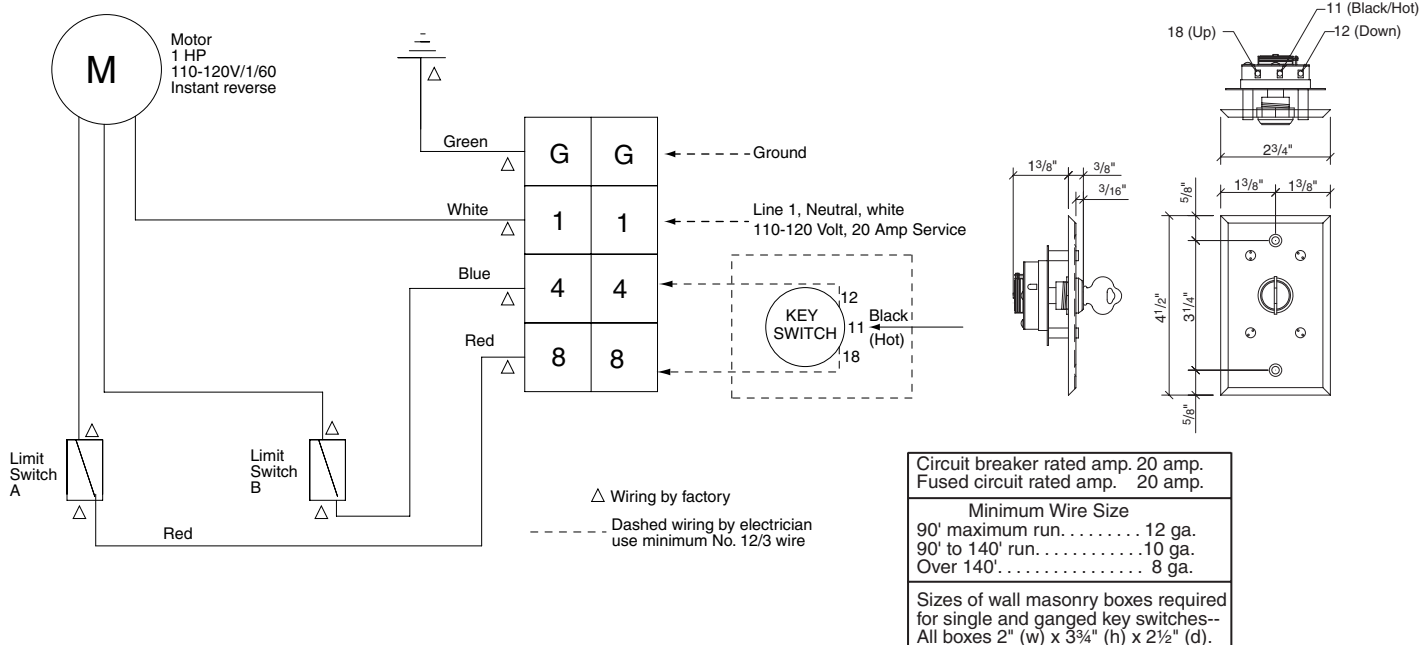 M
Motor
1 HP
110-120V/1/60
Instant reverse
Green
G G
Ground
White
1 1
Line 1, Neutral, white
110-120 Volt, 20 Amp Service
Blue
4 4
Red
8 8
KEY
SWITCH
12
11
18
Black
(Hot)
Limit
Switch
A
Limit
Switch
B
Red
△ Wiring by factory
Dashed wiring by electrician
use minimum No. 12/3 wire
11 (Black/Hot)
18 (Up)
12 (Down)
2 3/4"
1 3/8"
3/8"
3/16"
5/8"
1 3/8"
1 3/8"
4 1/2"
3 1/4"
5/8"
Circuit breaker rated amp. 20 amp.
Fused circuit rated amp. 20 amp.
Minimum Wire Size
90' maximum run. . . . . . . . . 12 ga.
90' to 140' run. . . . . . . . . . . .10 ga.
Over 140'. . . . . . . . . . . . . . . . 8 ga.
Sizes of wall masonry boxes required
for single and ganged key switches--
All boxes 2" (w) x 3¾" (h) x 2½" (d).